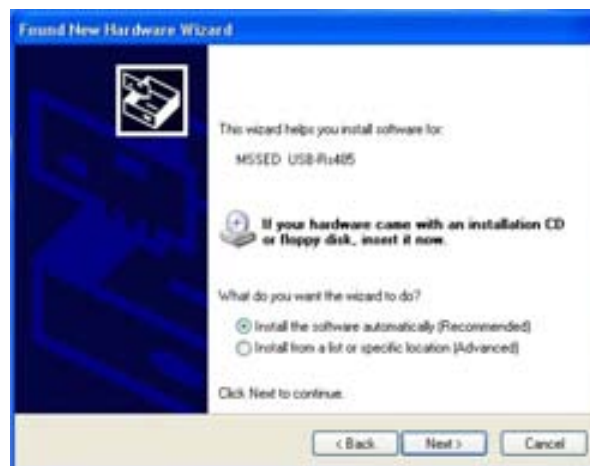 Found New Hardware Wizard
This wizard helps you install software for:
MSSED USB-Rs485
If your hardware came with an installation CD
or floppy disk, insert it now.
What do you want the wizard to do?
Install the software automatically (Recommended)
Install from a list or specific location (Advanced)
Click Next to continue.
< Back Next > Cancel